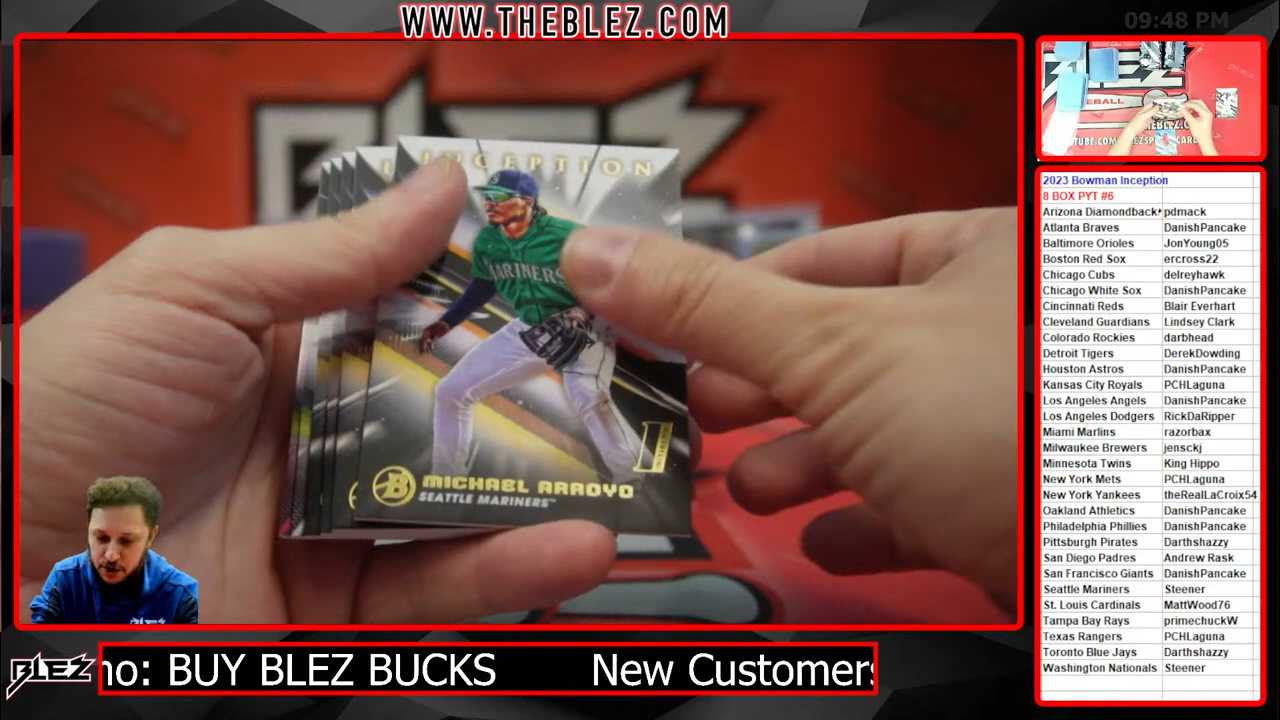 WWW.THEBLEZ.COM
09:48 PM
BLEZ
INCEPTION
MARINERS
MICHAEL ARROYO
SEATTLE MARINERS™
2023 Bowman Inception
8 BOX PYT #6
Arizona Diamondback pdmack
Atlanta Braves DanishPancake
Baltimore Orioles JonYoung05
Boston Red Sox ercross22
Chicago Cubs delreyhawk
Chicago White Sox DanishPancake
Cincinnati Reds Blair Everhart
Cleveland Guardians Lindsey Clark
Colorado Rockies darbhead
Detroit Tigers DerekDowding
Houston Astros DanishPancake
Kansas City Royals PCHLaguna
Los Angeles Angels DanishPancake
Los Angeles Dodgers RickDaRipper
Miami Marlins razorbax
Milwaukee Brewers jensckj
Minnesota Twins King Hippo
New York Mets PCHLaguna
New York Yankees theRealLaCroix54
Oakland Athletics DanishPancake
Philadelphia Phillies DanishPancake
Pittsburgh Pirates Darthshazzy
San Diego Padres Andrew Rask
San Francisco Giants DanishPancake
Seattle Mariners Steener
St. Louis Cardinals MattWood76
Tampa Bay Rays primechuckW
Texas Rangers PCHLaguna
Toronto Blue Jays Darthshazzy
Washington Nationals Steener
BLEZ
no: BUY BLEZ BUCKS New Customers